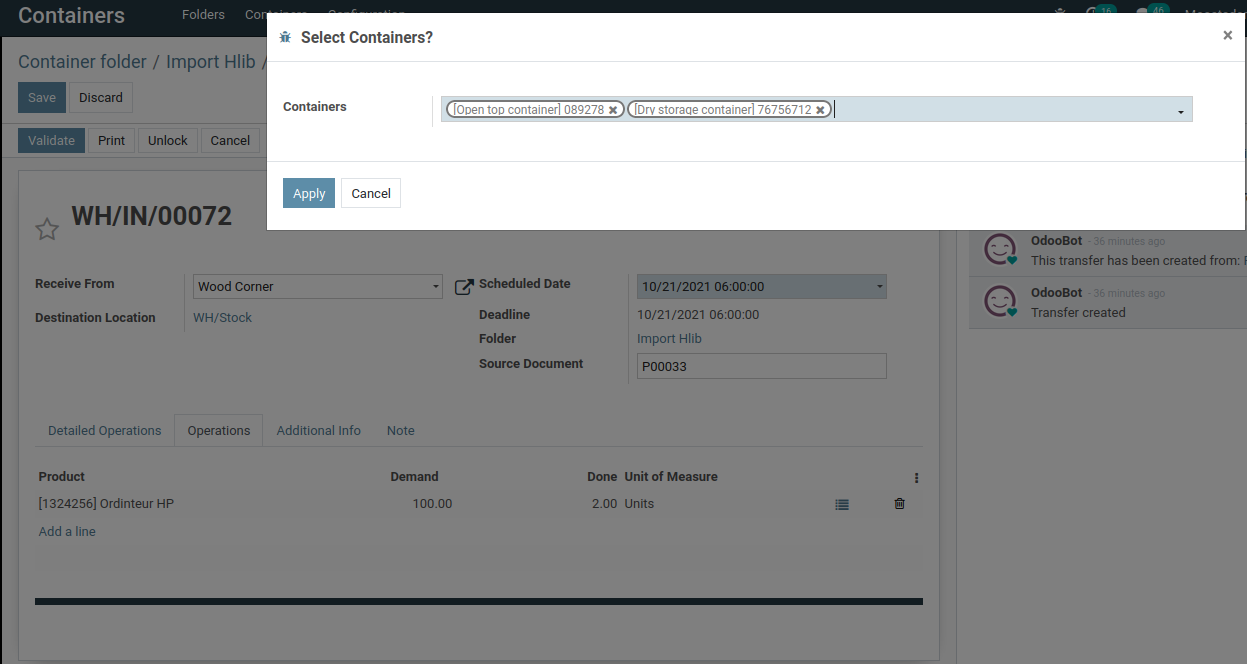 Containers
Folders
Containers
Configuration
16
46
Select Containers?
×
Container folder / Import Hlib /
Save
Discard
Containers
[Open top container] 089278
[Dry storage container] 76756712
Validate
Print
Unlock
Cancel
Apply
Cancel
WH/IN/00072
OdooBot - 36 minutes ago
This transfer has been created from:
Receive From
Wood Corner
Scheduled Date
10/21/2021 06:00:00
OdooBot - 36 minutes ago
Transfer created
Destination Location
WH/Stock
Deadline
10/21/2021 06:00:00
Folder
Import Hlib
Source Document
P00033
Detailed Operations
Operations
Additional Info
Note
Product
Demand
Done
Unit of Measure
[1324256] Ordinteur HP
100.00
2.00
Units
Add a line